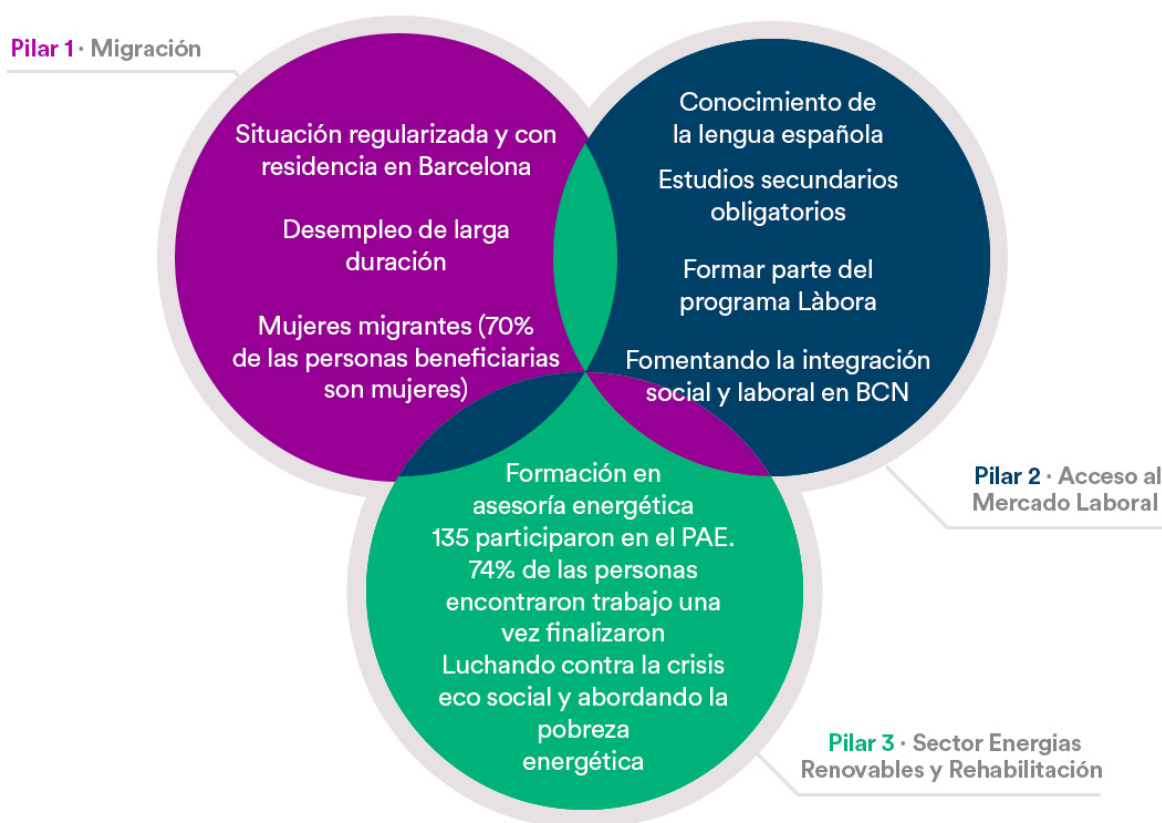 Pilar 1 · Migración
Situación regularizada y con
residencia en Barcelona
Desempleo de larga
duración
Mujeres migrantes (70%
de las personas beneficiarias
son mujeres)
Conocimiento de
la lengua española
Estudios secundarios
obligatorios
Formar parte del
programa Làbora
Fomentando la integración
social y laboral en BCN
Pilar 2 · Acceso al
Mercado Laboral
Formación en
asesoría energética
135 participaron en el PAE.
74% de las personas
encontraron trabajo una
vez finalizaron
Luchando contra la crisis
eco social y abordando la
pobreza
energética
Pilar 3 · Sector Energias
Renovables y Rehabilitación